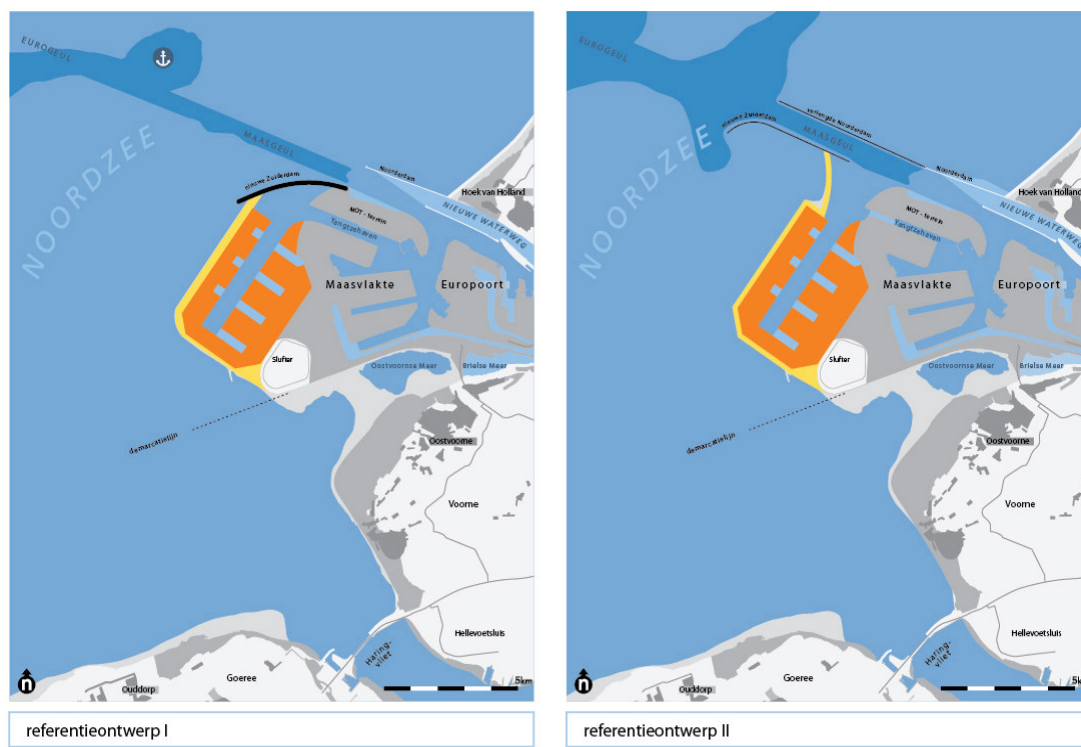 EUROGEUL
MAASGEUL
NOORDZEE
nieuwe Zuiderdam
Noorderdam
Hoek van Holland
NIEUWE WATERWEG
MOT - terrein
Yangtzehaven
Maasvlakte
Europoort
Slufter
Oostvoornse Meer
Brielse Meer
demarcatielijn
Oostvoorne
Voorne
Hellevoetsluis
Haring-
vliet
Goeree
Ouddorp
n
5km
referentieontwerp I
EUROGEUL
verlengde Noorderdam
nieuwe Zuiderdam
MAASGEUL
NOORDZEE
Noorderdam
Hoek van Holland
NIEUWE WATERWEG
MOT - terrein
Yangtzehaven
Maasvlakte
Europoort
Slufter
Oostvoornse Meer
Brielse Meer
demarcatielijn
Oostvoorne
Voorne
Hellevoetsluis
Haring-
vliet
Goeree
Ouddorp
n
5km
referentieontwerp II